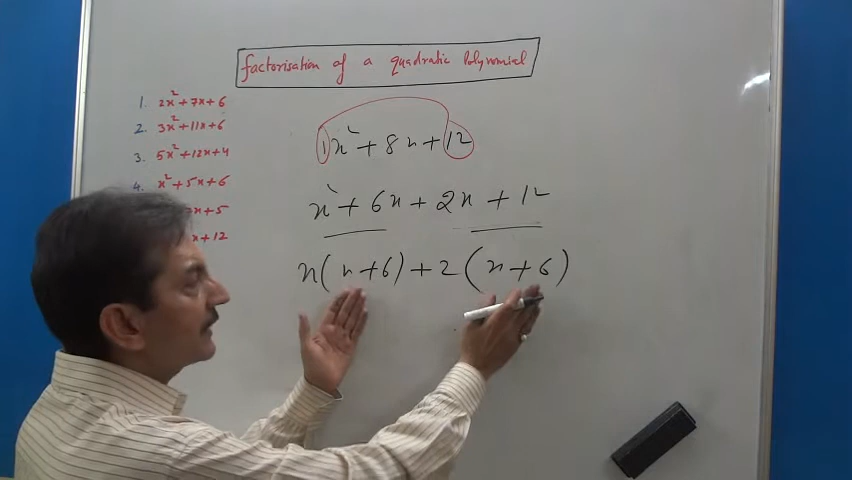 factorisation of a quadratic Polynomial
1. 2x² + 7x + 6
2. 3x² + 11x + 6
3. 5x² + 12x + 4
4. x² + 5x + 6
x + 5
x + 12
1x² + 8x + 12
x² + 6x + 2x + 12
x(x+6) + 2(x+6)